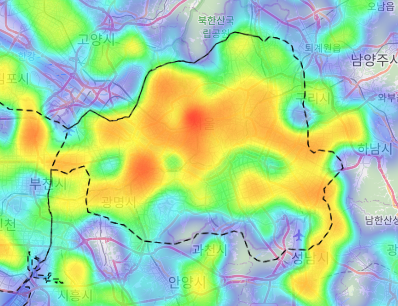 오남읍
북한산국
립공원
고양시
퇴계원읍
남양주시
김포시
와부
구리시
하남시
부천시
광명시
남한산성
과천시
성남시
안양시
시흥시